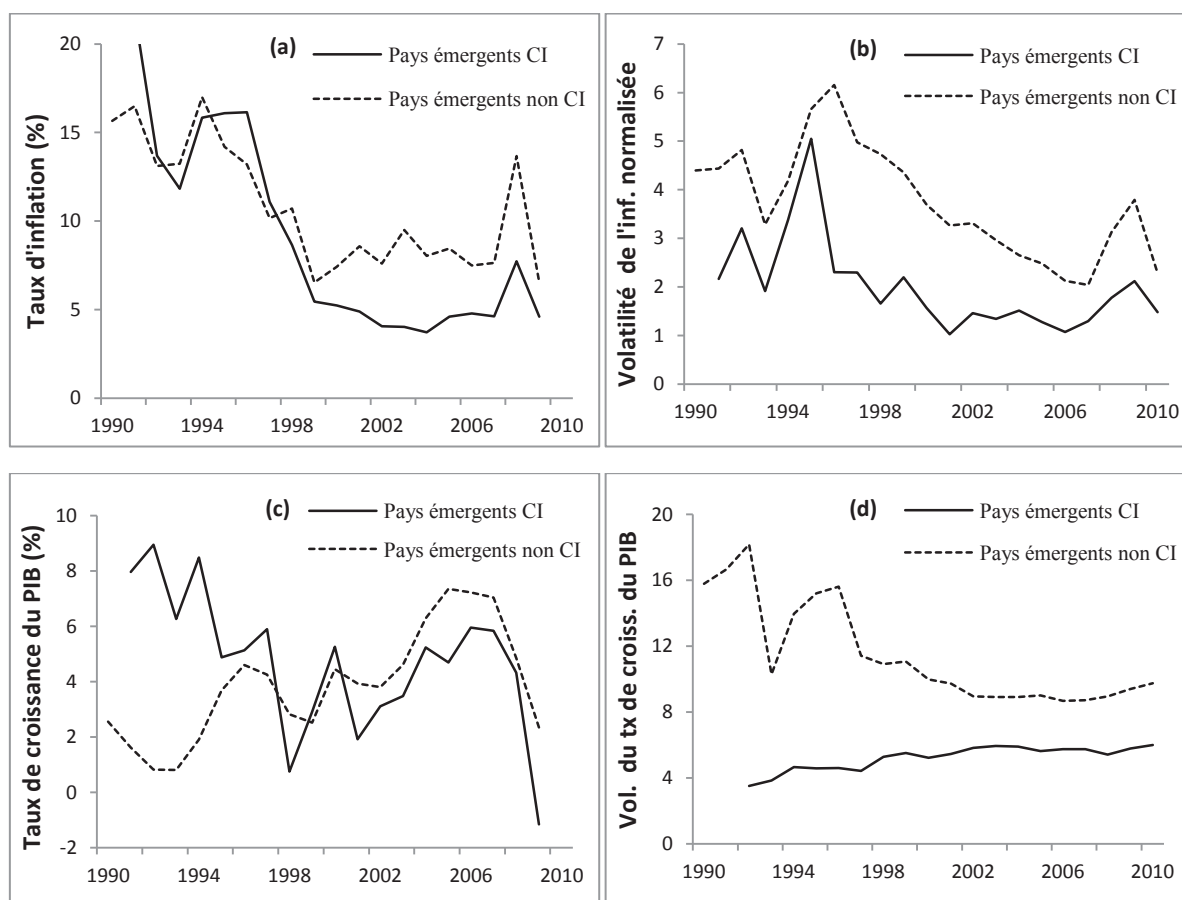 (a)
Pays émergents CI
Pays émergents non CI
Taux d'inflation (%)
20
15
10
5
0
1990 1994 1998 2002 2006 2010
(b)
Pays émergents CI
Pays émergents non CI
Volatilité de l'inf. normalisée
7
6
5
4
3
2
1
0
1990 1994 1998 2002 2006 2010
(c)
Pays émergents CI
Pays émergents non CI
Taux de croissance du PIB (%)
10
8
6
4
2
0
-2
1990 1994 1998 2002 2006 2010
(d)
Pays émergents CI
Pays émergents non CI
Vol. du tx de croiss. du PIB
20
16
12
8
4
0
1990 1994 1998 2002 2006 2010